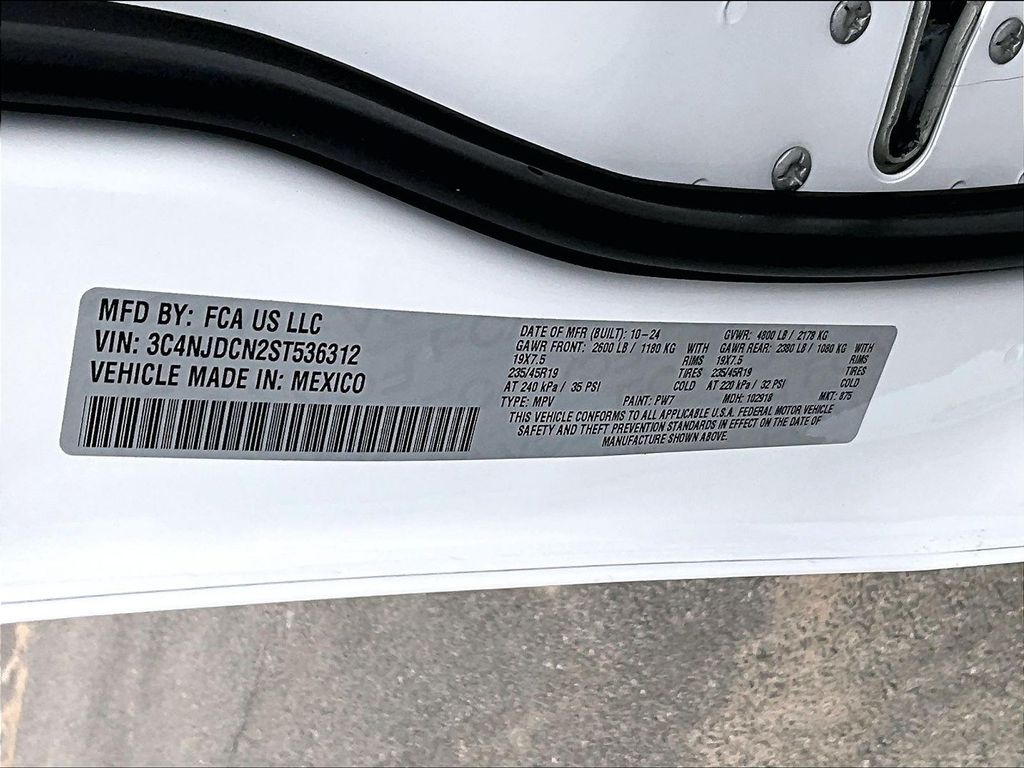 MFD BY: FCA US LLC
VIN: 3C4NJDCN2ST536312
VEHICLE MADE IN: MEXICO
DATE OF MFR (BUILT): 10-24 GVWR: 4800 LB / 2178 KG
GAWR FRONT: 2600 LB / 1180 KG WITH GAWR REAR: 2380 LB / 1080 KG WITH
19X7.5 RIMS 19X7.5 RIMS
235/45R19 TIRES 235/45R19 TIRES
AT 240 kPa / 35 PSI COLD AT 220 kPa / 32 PSI COLD
TYPE: MPV PAINT: PW7 MDH: 102918 MKT: 875
THIS VEHICLE CONFORMS TO ALL APPLICABLE U.S.A. FEDERAL MOTOR VEHICLE
SAFETY AND THEFT PREVENTION STANDARDS IN EFFECT ON THE DATE OF
MANUFACTURE SHOWN ABOVE.